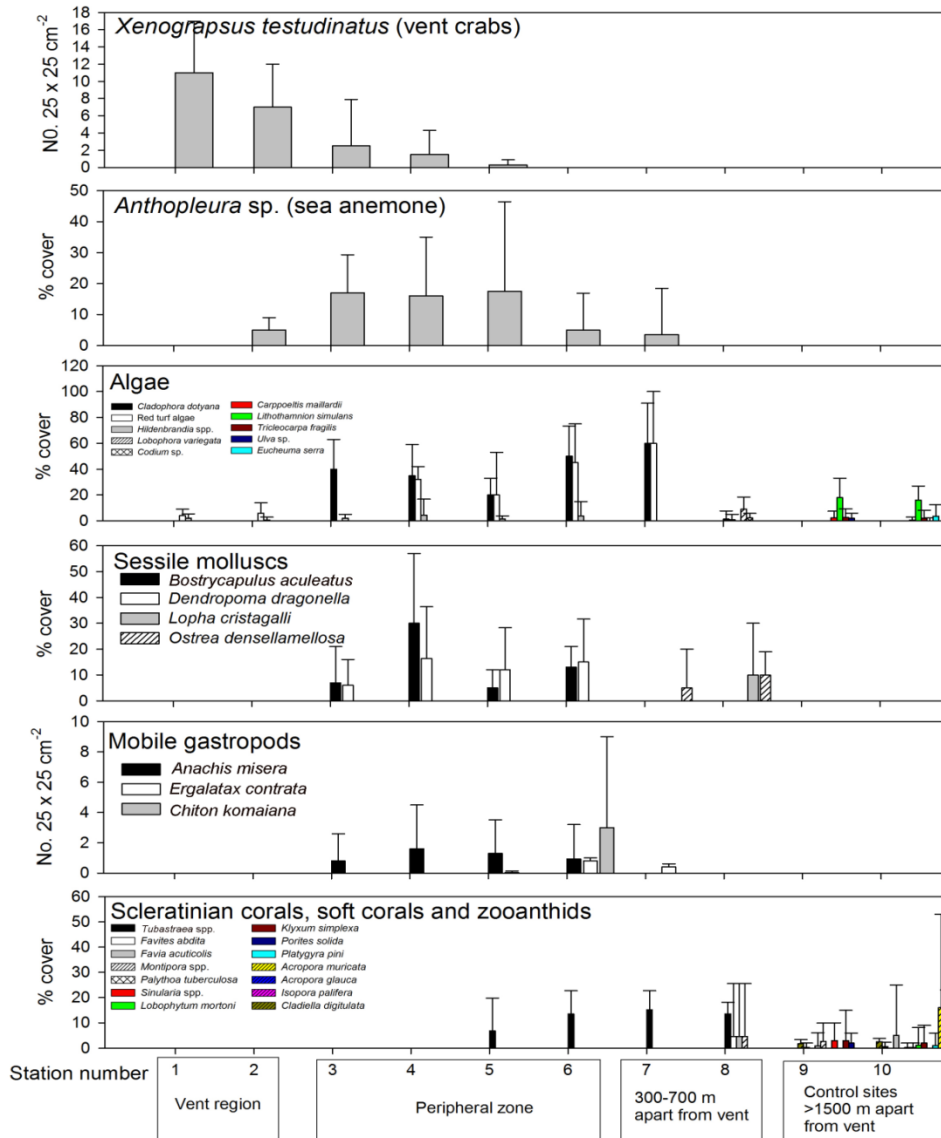 Xenograpsus testudinatus (vent crabs)
N0. 25 x 25 cm-2
18
16
14
12
10
8
6
4
2
0
Anthopleura sp. (sea anemone)
% cover
50
40
30
20
10
0
Algae
% cover
120
100
80
60
40
20
0
Cladophora dotyana
Red turf algae
Hildenbrandia spp.
Lobophora variegata
Codium sp.
Carppoeltis maillardii
Lithothamnion simulans
Tricleocarpa fragilis
Ulva sp.
Eucheuma serra
Sessile molluscs
% cover
60
50
40
30
20
10
0
Bostrycapulus aculeatus
Dendropoma dragonella
Lopha cristagalli
Ostrea densellamellosa
Mobile gastropods
No. 25 x 25 cm-2
10
8
6
4
2
0
Anachis misera
Ergalatax contrata
Chiton komaiana
Scleratinian corals, soft corals and zooanthids
% cover
60
50
40
30
20
10
0
Tubastraea spp.
Favites abdita
Favia acuticolis
Montipora spp.
Palythoa tuberculosa
Sinularia spp.
Lobophytum mortoni
Klyxum simplexa
Porites solida
Platygyra pini
Acropora muricata
Acropora glauca
Isopora palifera
Cladiella digitulata
Station number 1 2 3 4 5 6 7 8 9 10
Vent region
Peripheral zone
300-700 m
apart from vent
Control sites
>1500 m apart
from vent